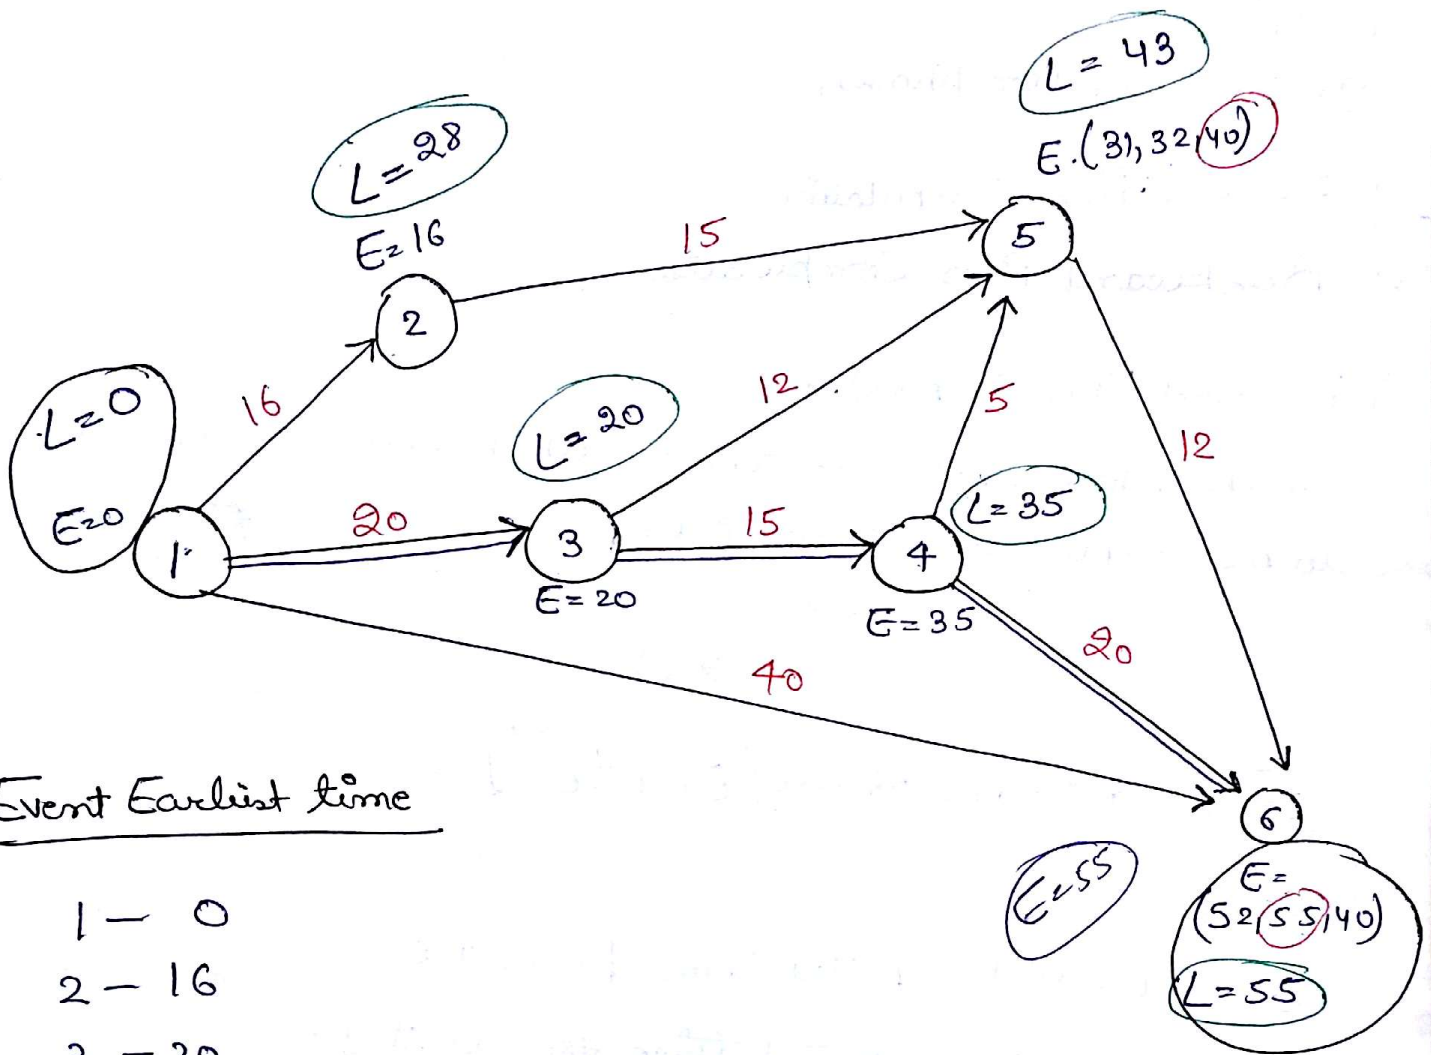 L = 43
E.(31, 32, 40)
L = 28
E = 16
15
5
2
L = 0
16
12
L = 20
5
12
E = 0
20
15
L = 35
1
3
4
E = 20
E = 35
20
40
Event Earliest time
6
E = 55
E =
(52, 55, 40)
1 — 0
2 — 16
L = 55
3 — 20